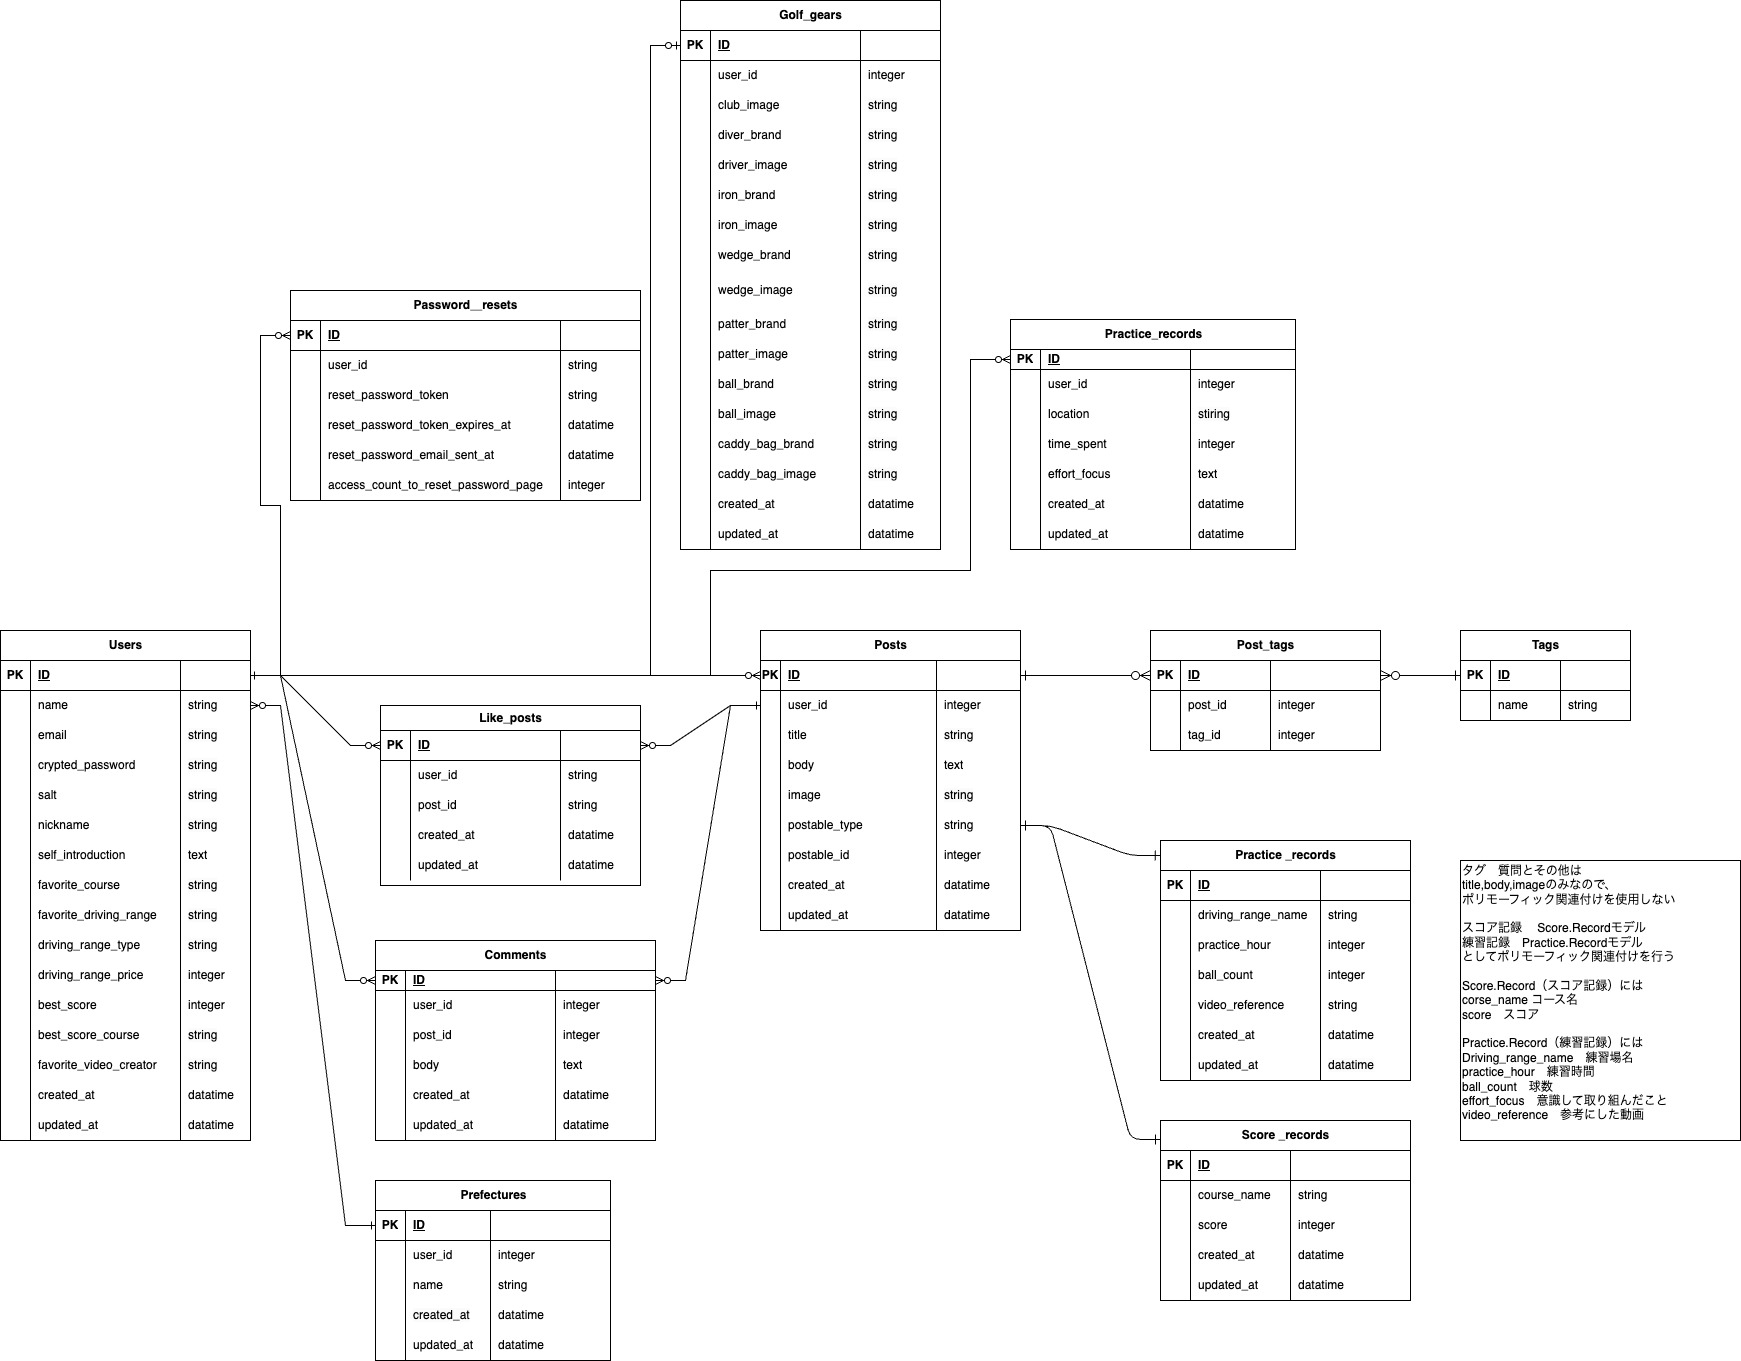 Golf_gears
PK ID
user_id integer
club_image string
diver_brand string
driver_image string
iron_brand string
iron_image string
wedge_brand string
wedge_image string
patter_brand string
patter_image string
ball_brand string
ball_image string
caddy_bag_brand string
caddy_bag_image string
created_at datatime
updated_at datatime
Password__resets
PK ID
user_id string
reset_password_token string
reset_password_token_expires_at datatime
reset_password_email_sent_at datatime
access_count_to_reset_password_page integer
Practice_records
PK ID
user_id integer
location stiring
time_spent integer
effort_focus text
created_at datatime
updated_at datatime
Users
PK ID
name string
email string
crypted_password string
salt string
nickname string
self_introduction text
favorite_course string
favorite_driving_range string
driving_range_type string
driving_range_price integer
best_score integer
best_score_course string
favorite_video_creator string
created_at datatime
updated_at datatime
Like_posts
PK ID
user_id string
post_id string
created_at datatime
updated_at datatime
Comments
PK ID
user_id integer
post_id integer
body text
created_at datatime
updated_at datatime
Prefectures
PK ID
user_id integer
name string
created_at datatime
updated_at datatime
Posts
PK ID
user_id integer
title string
body text
image string
postable_type string
postable_id integer
created_at datatime
updated_at datatime
Post_tags
PK ID
post_id integer
tag_id integer
Tags
PK ID
name string
Practice _records
PK ID
driving_range_name string
practice_hour integer
ball_count integer
video_reference string
created_at datatime
updated_at datatime
Score _records
PK ID
course_name string
score integer
created_at datatime
updated_at datatime
タグ　質問とその他は
title,body,imageのみなので、
ポリモーフィック関連付けを使用しない
スコア記録　Score.Recordモデル
練習記録　Practice.Recordモデル
としてポリモーフィック関連付けを行う
Score.Record（スコア記録）には
corse_name コース名
score　スコア
Practice.Record（練習記録）には
Driving_range_name　練習場名
practice_hour　練習時間
ball_count　球数
effort_focus　意識して取り組んだこと
video_reference　参考にした動画